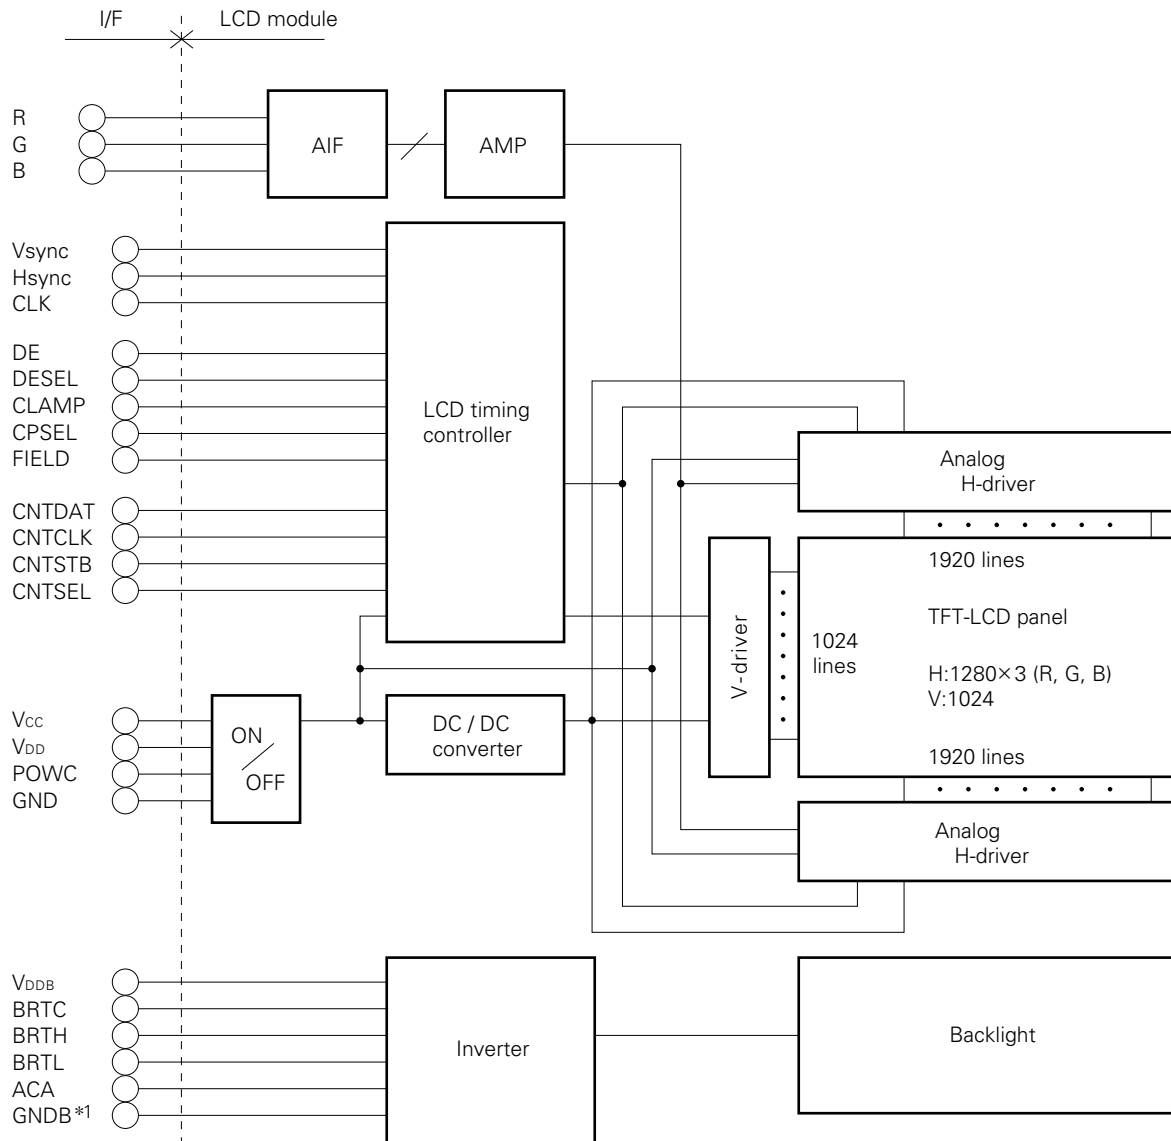 I/F LCD module
R
G
B
AIF
AMP
Vsync
Hsync
CLK
DE
DESEL
CLAMP
CPSEL
FIELD
CNTDAT
CNTCLK
CNTSTB
CNTSEL
LCD timing
controller
Analog
H-driver
V-driver
1024
lines
1920 lines
TFT-LCD panel
H:1280×3 (R, G, B)
V:1024
1920 lines
Analog
H-driver
VCC
VDD
POWC
GND
ON
OFF
DC / DC
converter
VDDB
BRTC
BRTH
BRTL
ACA
GNDB*1
Inverter
Backlight